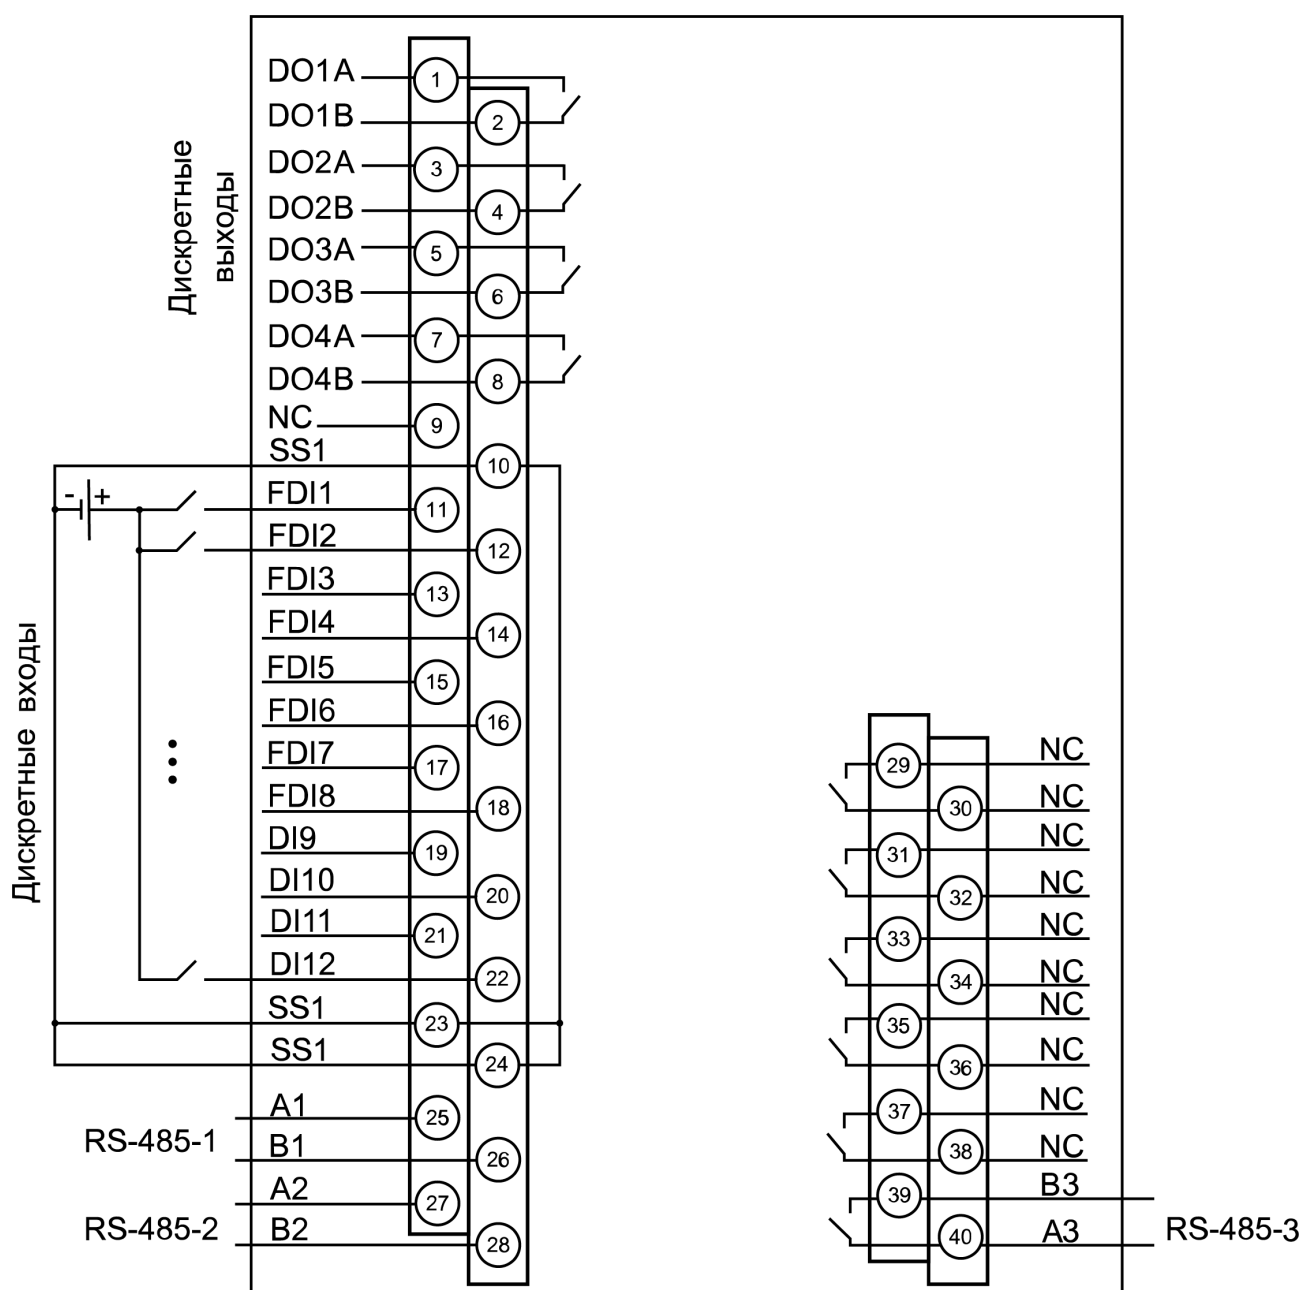 Дискретные
выходы
DO1A 1
DO1B 2
DO2A 3
DO2B 4
DO3A 5
DO3B 6
DO4A 7
DO4B 8
NC 9
SS1 10
Дискретные входы
- +
FDI1 11
FDI2 12
FDI3 13
FDI4 14
FDI5 15
FDI6 16
FDI7 17
FDI8 18
DI9 19
DI10 20
DI11 21
DI12 22
SS1 23
SS1 24
RS-485-1
A1 25
B1 26
RS-485-2
A2 27
B2 28
29 NC
30 NC
31 NC
32 NC
33 NC
34 NC
35 NC
36 NC
37 NC
38 NC
39 B3
40 A3
RS-485-3